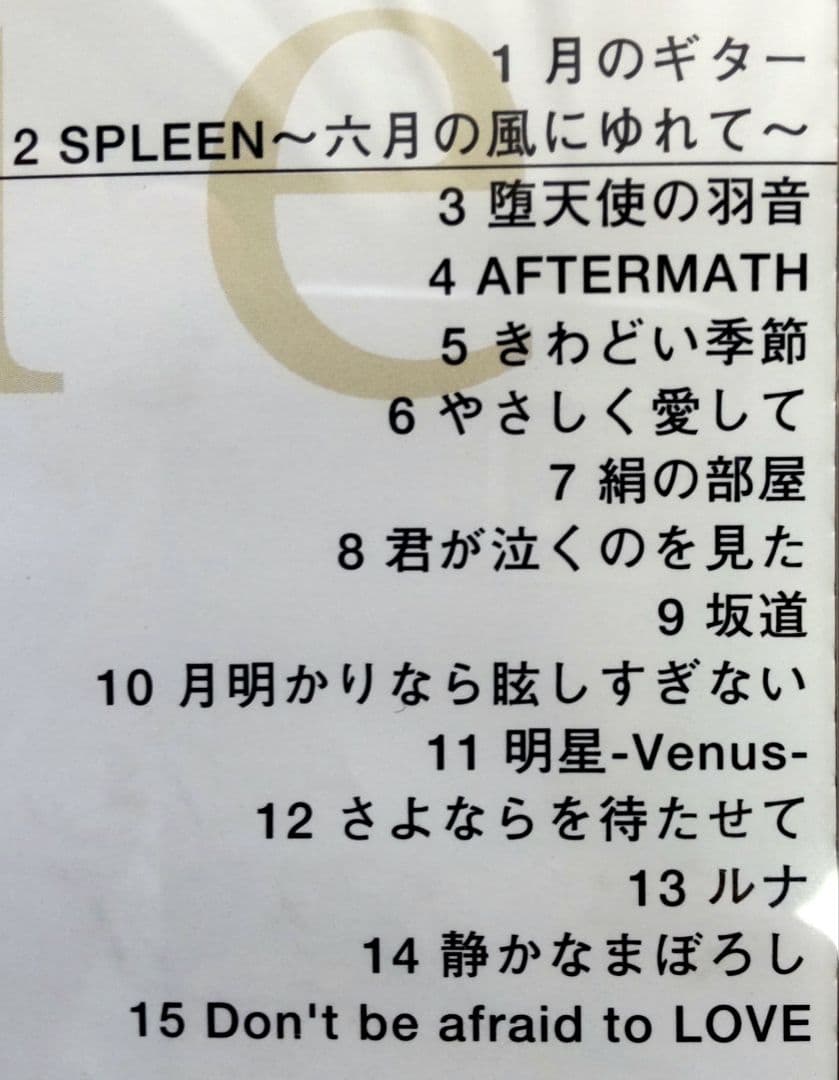 1 月のギター
2 SPLEEN〜六月の風にゆれて〜
3 堕天使の羽音
4 AFTERMATH
5 きわどい季節
6 やさしく愛して
7 絹の部屋
8 君が泣くのを見た
9 坂道
10 月明かりなら眩しすぎない
11 明星-Venus-
12 さよならを待たせて
13 ルナ
14 静かなまぼろし
15 Don't be afraid to LOVE
e